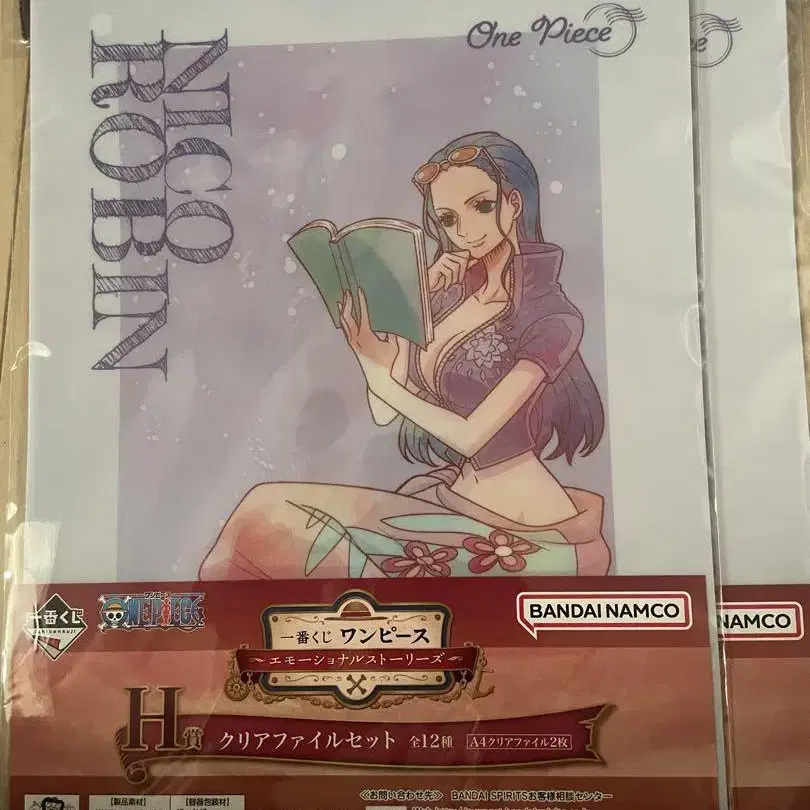 One Piece
NICO
ROBIN
一番くじ
Ichibankuji
ワンピース
ONE PIECE
一番くじ ワンピース
エモーショナルストーリーズ
BANDAI NAMCO
NAMCO
H賞 クリアファイルセット 全12種 A4クリアファイル2枚
≪お問い合わせ先≫ BANDAI SPIRITSお客様相談センター
【製品素材】
【容器包装材】